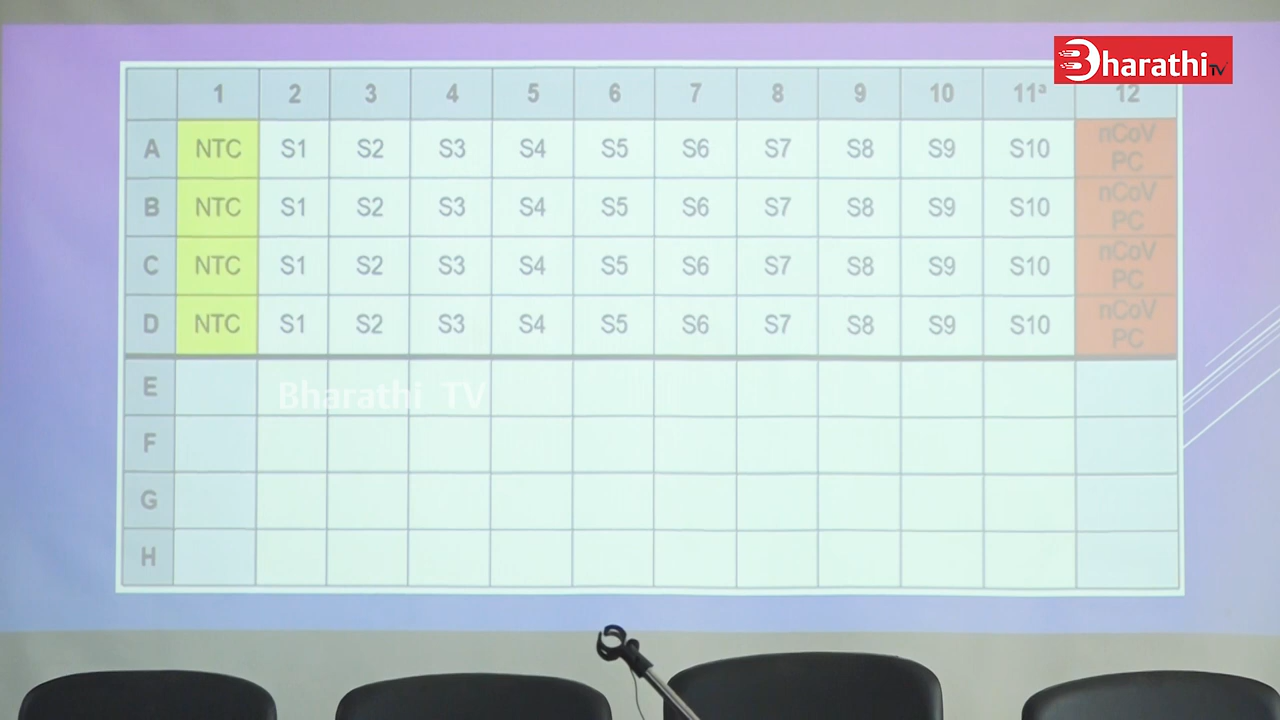 Bharathi TV
1 2 3 4 5 6 7 8 9 10 11ª 12
A NTC S1 S2 S3 S4 S5 S6 S7 S8 S9 S10 nCoV PC
B NTC S1 S2 S3 S4 S5 S6 S7 S8 S9 S10 nCoV PC
C NTC S1 S2 S3 S4 S5 S6 S7 S8 S9 S10 nCoV PC
D NTC S1 S2 S3 S4 S5 S6 S7 S8 S9 S10 nCoV PC
E
Bharathi TV
F
G
H